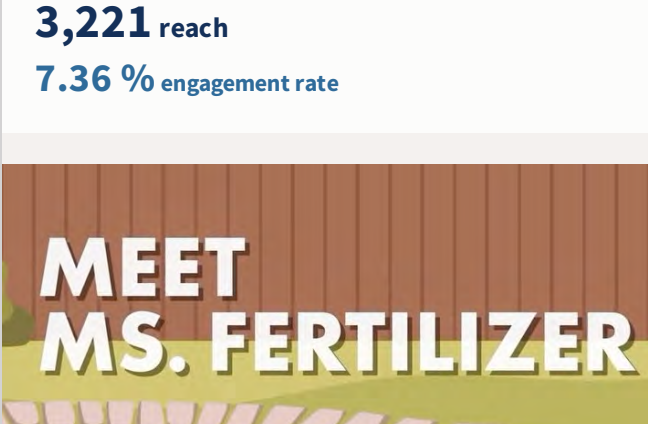 3,221 reach
7.36 % engagement rate
MEET
MS. FERTILIZER